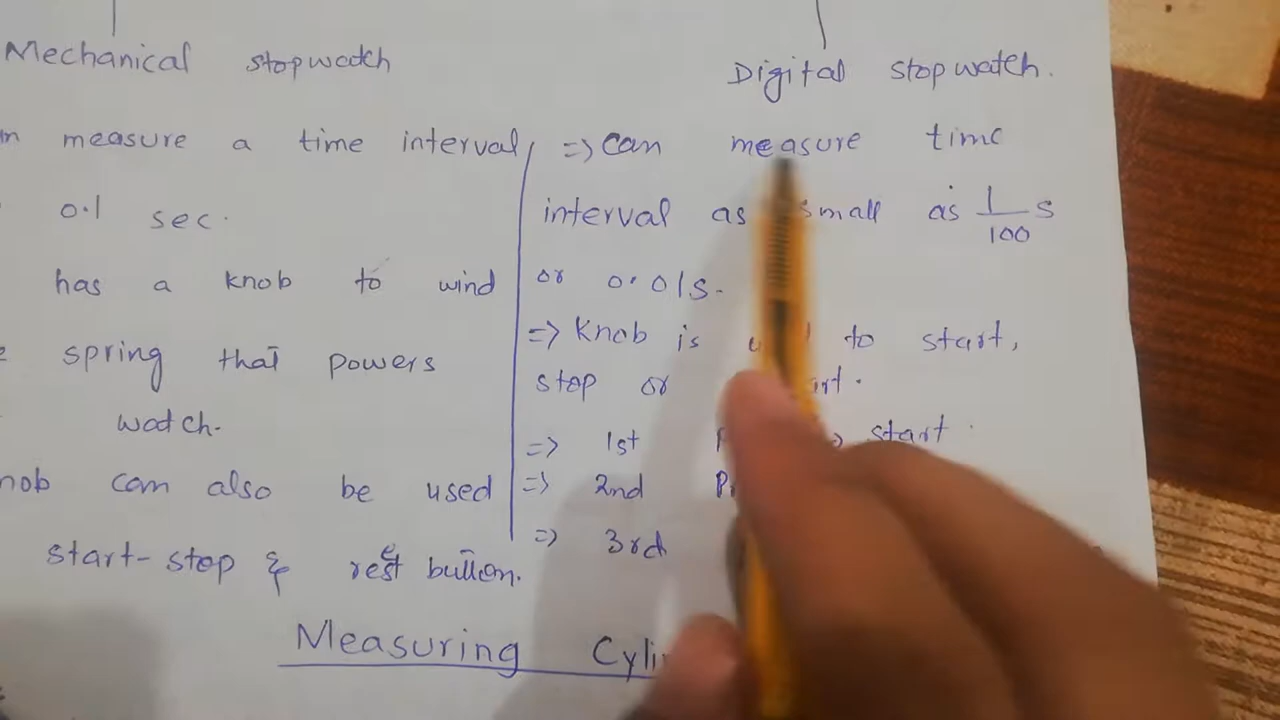 Mechanical stopwatch
measure a time interval
0.1 sec.
has a knob to wind
spring that powers
watch.
can also be used
start-stop & reset button.
Digital stopwatch.
=> can measure time
interval as small as 1/100 s
or 0.01s.
=> Knob is to start,
stop or
=> 1st start.
=> 2nd
=> 3rd
Measuring